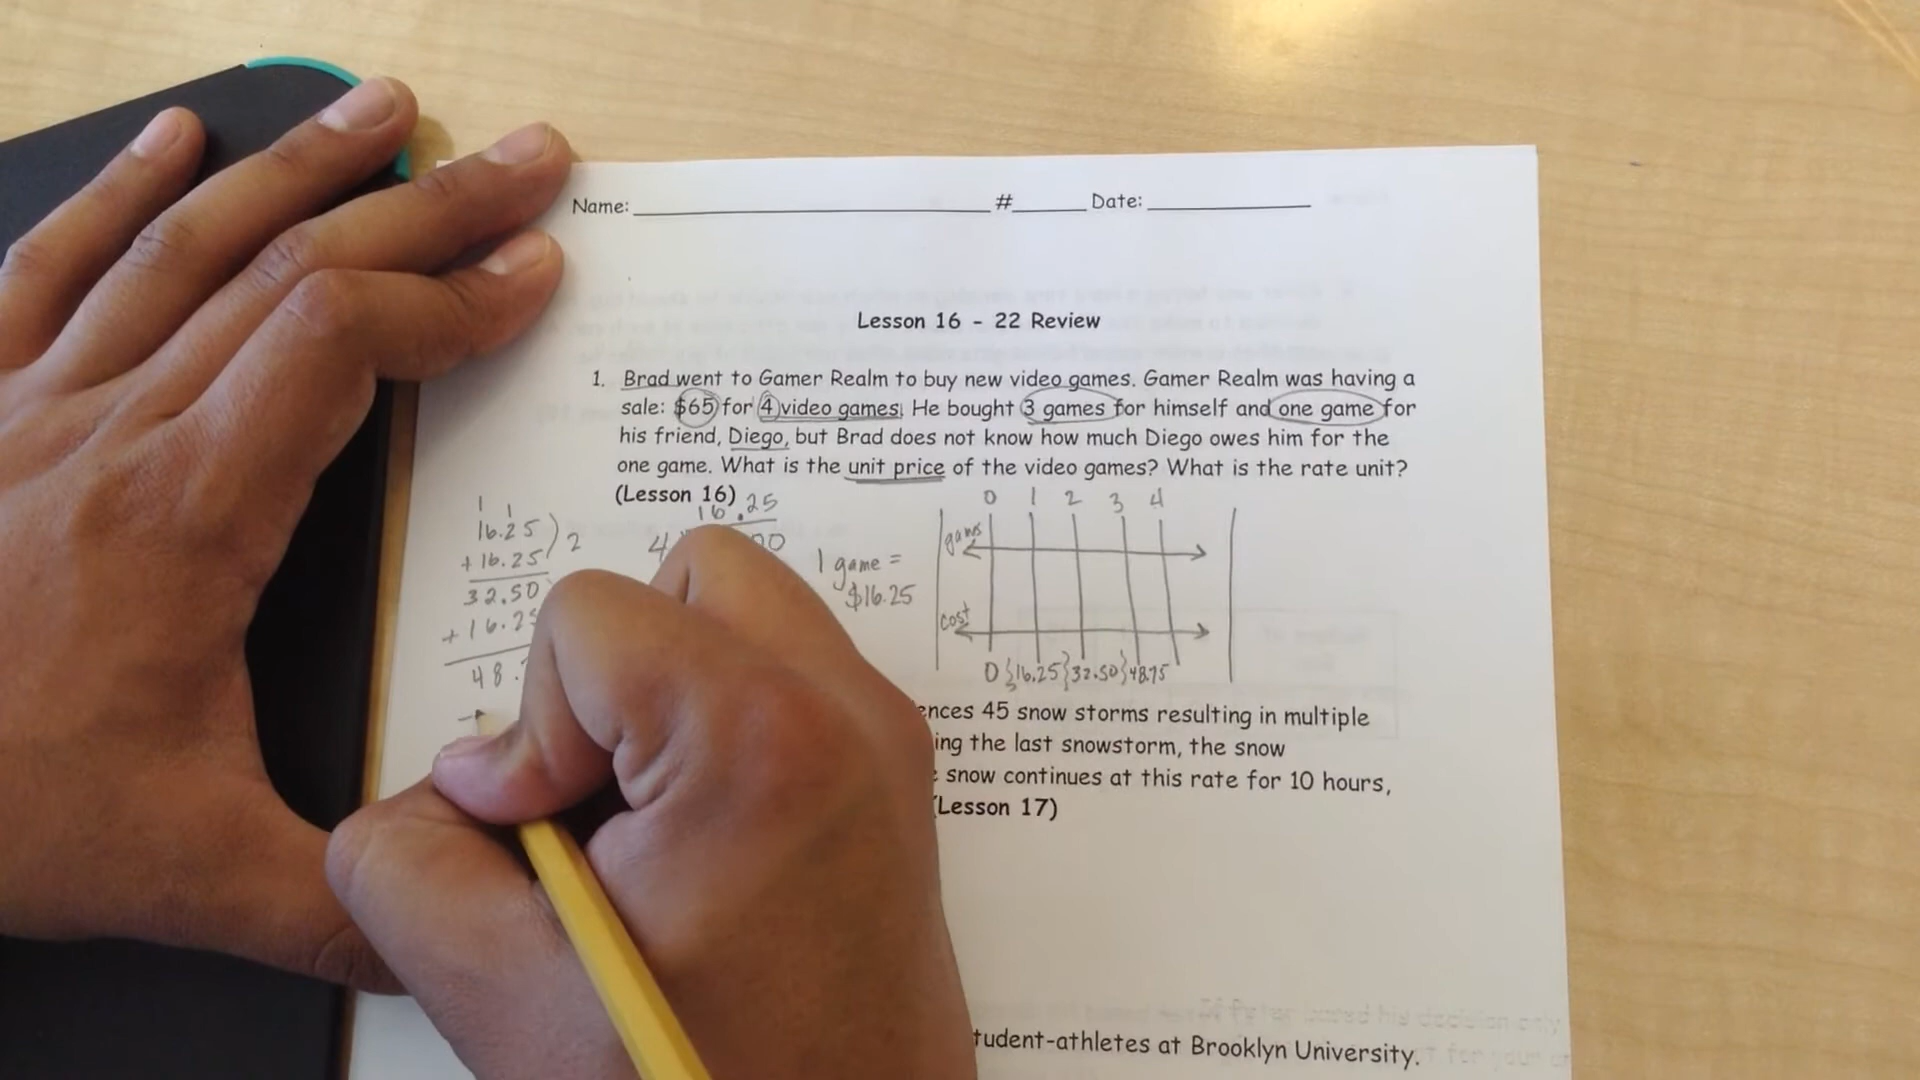 Name: # Date:
Lesson 16 - 22 Review
1. Brad went to Gamer Realm to buy new video games. Gamer Realm was having a
sale: $65 for 4 video games. He bought 3 games for himself and one game for
his friend, Diego, but Brad does not know how much Diego owes him for the
one game. What is the unit price of the video games? What is the rate unit?
(Lesson 16)
1 1
16.25
+ 16.25
2
32.50
+ 16.25
48.
16.25
4
00
1 game =
$16.25
0 1 2 3 4
games
cost
0 16.25 32.50 48.75
ences 45 snow storms resulting in multiple
ing the last snowstorm, the snow
snow continues at this rate for 10 hours,
(Lesson 17)
tudent-athletes at Brooklyn University.